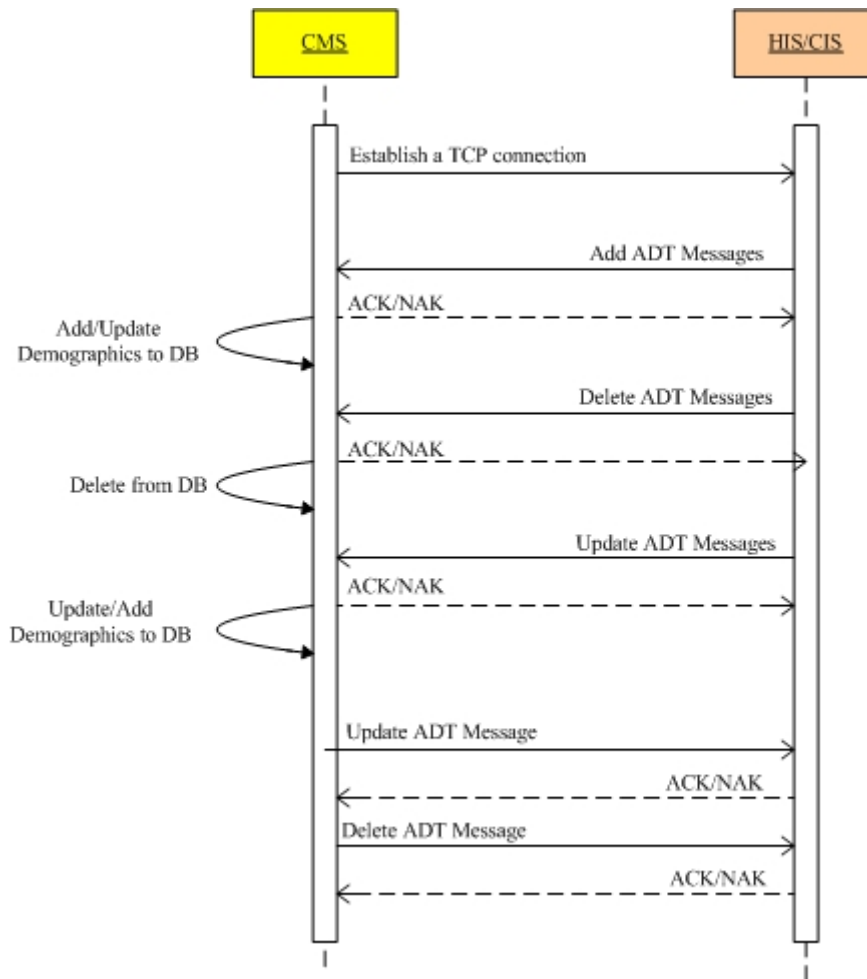 CMS
HIS/CIS
Establish a TCP connection
Add ADT Messages
ACK/NAK
Add/Update
Demographics to DB
Delete ADT Messages
ACK/NAK
Delete from DB
Update ADT Messages
ACK/NAK
Update/Add
Demographics to DB
Update ADT Message
ACK/NAK
Delete ADT Message
ACK/NAK